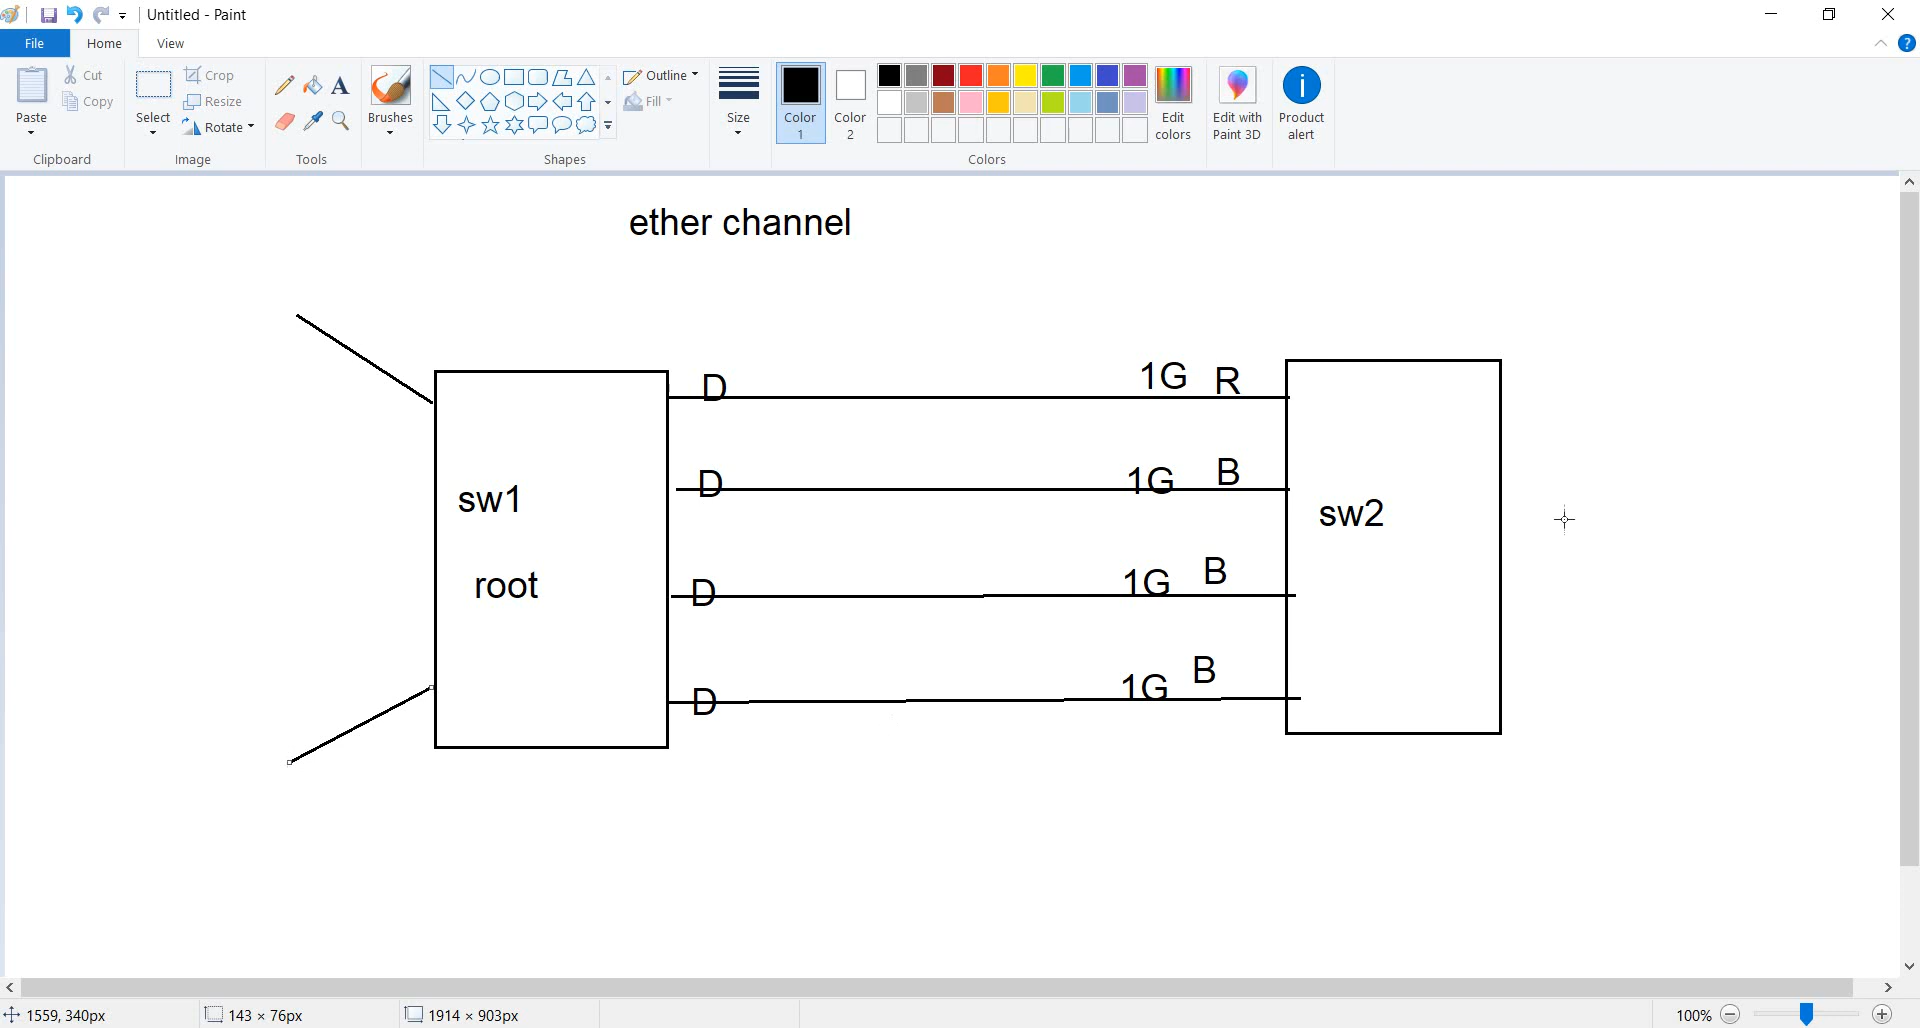 Untitled - Paint
File Home View
Paste
Cut
Copy
Clipboard
Select
Crop
Resize
Rotate
Image
A
Tools
Brushes
Shapes
Outline
Fill
Size
Color 1
Color 2
Colors
Edit colors
Edit with Paint 3D
Product alert
ether channel
D 1G R
D 1G B
D 1G B
D 1G B
sw1
root
sw2
1559, 340px 143 × 76px 1914 × 903px 100%